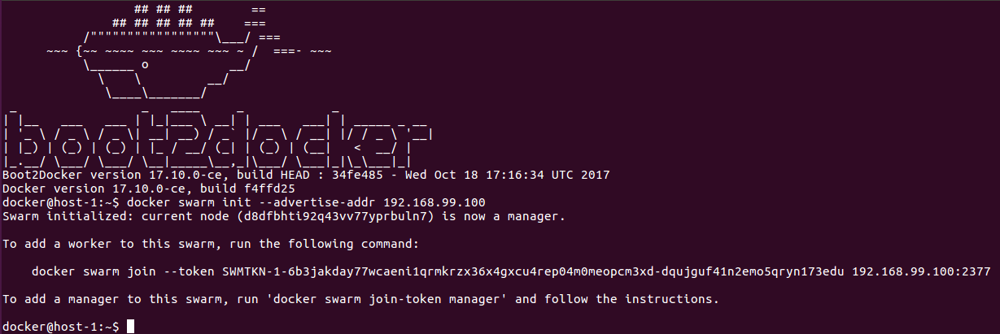 ## ## ##        ==
               ## ## ## ## ##    ===
           /"""""""""""""""""\___/ ===
      ~~~ {~~ ~~~~ ~~~ ~~~~ ~~~ ~ /  ===- ~~~
           \______ o           __/
             \    \         __/
              \____\_______/
 _                 _   ____     _            _
| |__   ___   ___ | |_|___ \ __| | ___   ___| | _____ _ __
| '_ \ / _ \ / _ \| __| __) / _` |/ _ \ / __| |/ / _ \ '__|
| |_) | (_) | (_) | |_ / __/ (_| | (_) | (__|   <  __/ |
|_.__/ \___/ \___/ \__|_____\__,_|\___/ \___|_|\_\___|_|
Boot2Docker version 17.10.0-ce, build HEAD : 34fe485 - Wed Oct 18 17:16:34 UTC 2017
Docker version 17.10.0-ce, build f4ffd25
docker@host-1:~$ docker swarm init --advertise-addr 192.168.99.100
Swarm initialized: current node (d8dfbhti92q43vv77yprbuln7) is now a manager.

To add a worker to this swarm, run the following command:

    docker swarm join --token SWMTKN-1-6b3jakday77wcaeni1qrmkrzx36x4gxcu4rep04m0meopcm3xd-dqujguf41n2emo5qryn173edu 192.168.99.100:2377

To add a manager to this swarm, run 'docker swarm join-token manager' and follow the instructions.

docker@host-1:~$